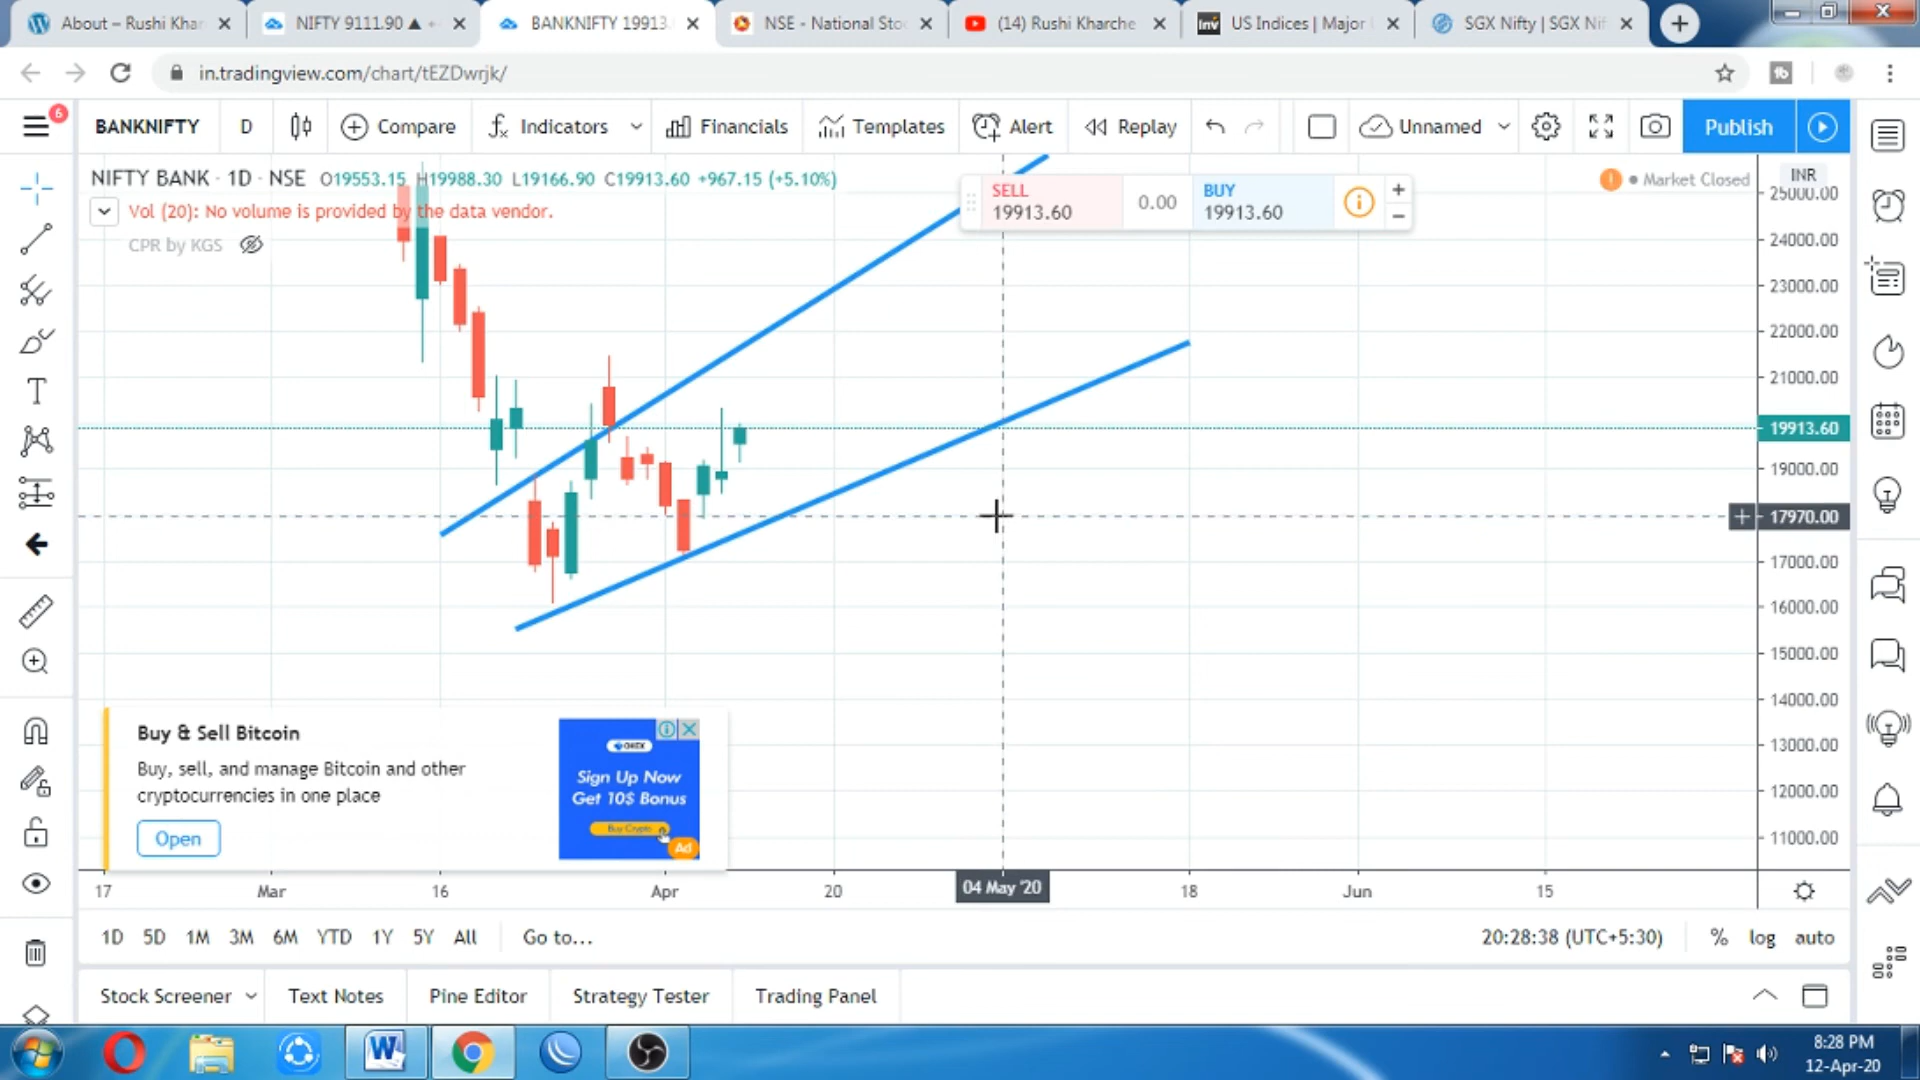 About – Rushi Khar
NIFTY 9111.90 ▲
BANKNIFTY 19913.
NSE - National Stoc
(14) Rushi Kharche
Inv US Indices | Major
SGX Nifty | SGX Nif
in.tradingview.com/chart/tEZDwrjk/
6
BANKNIFTY D Compare Indicators Financials Templates Alert Replay Unnamed Publish
NIFTY BANK · 1D · NSE O19553.15 H19988.30 L19166.90 C19913.60 +967.15 (+5.10%)
Market Closed
INR
Vol (20): No volume is provided by the data vendor.
CPR by KGS
SELL
19913.60
0.00
BUY
19913.60
25000.00
24000.00
23000.00
22000.00
21000.00
19913.60
19000.00
17970.00
17000.00
16000.00
15000.00
14000.00
13000.00
12000.00
11000.00
Buy & Sell Bitcoin
Buy, sell, and manage Bitcoin and other
cryptocurrencies in one place
Open
OKEX
Sign Up Now
Get 10$ Bonus
Buy Crypto
Ad
17 Mar 16 Apr 20 04 May '20 18 Jun 15
1D 5D 1M 3M 6M YTD 1Y 5Y All Go to... 20:28:38 (UTC+5:30) % log auto
Stock Screener Text Notes Pine Editor Strategy Tester Trading Panel
8:28 PM
12-Apr-20